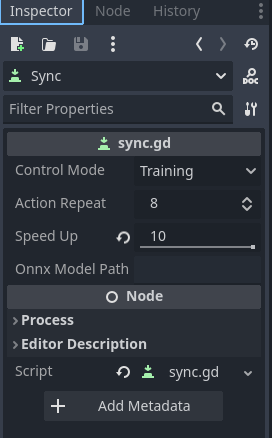 Inspector Node History
Sync
DOC
Filter Properties
sync.gd
Control Mode Training
Action Repeat 8
Speed Up 10
Onnx Model Path
Node
Process
Editor Description
Script sync.gd
Add Metadata